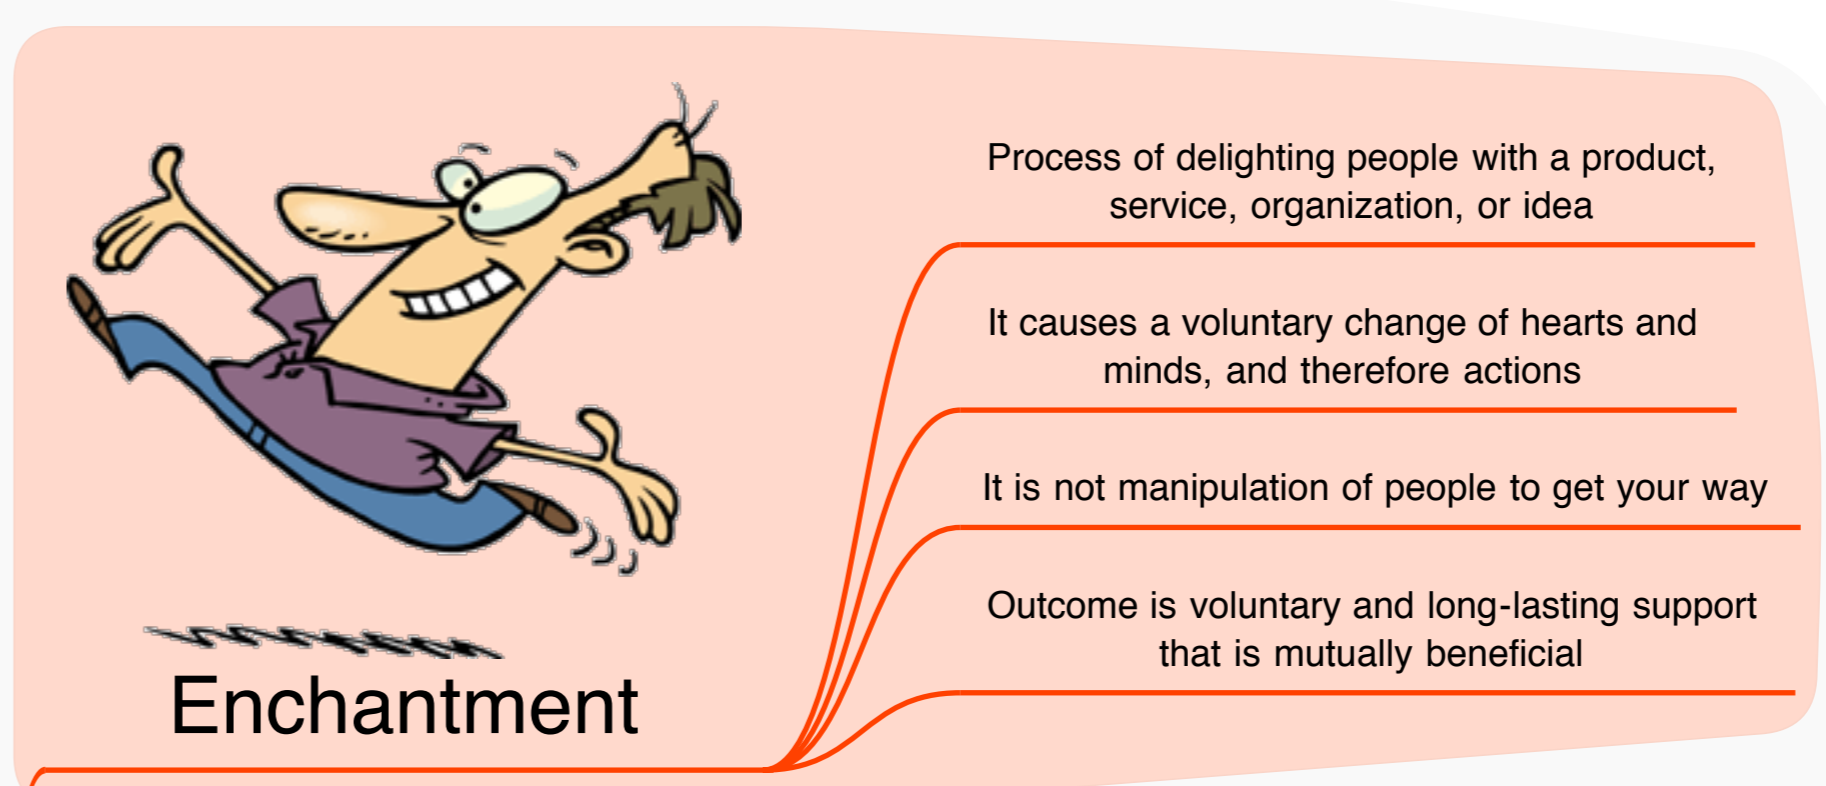 Process of delighting people with a product,
service, organization, or idea
It causes a voluntary change of hearts and
minds, and therefore actions
It is not manipulation of people to get your way
Outcome is voluntary and long-lasting support
that is mutually beneficial
Enchantment